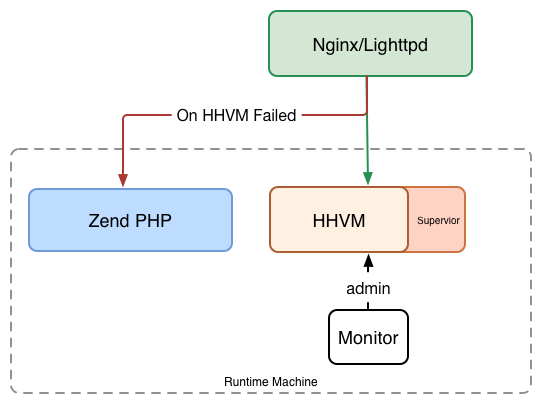 Nginx/Lighttpd
On HHVM Failed
Zend PHP
HHVM
Supervior
admin
Monitor
Runtime Machine